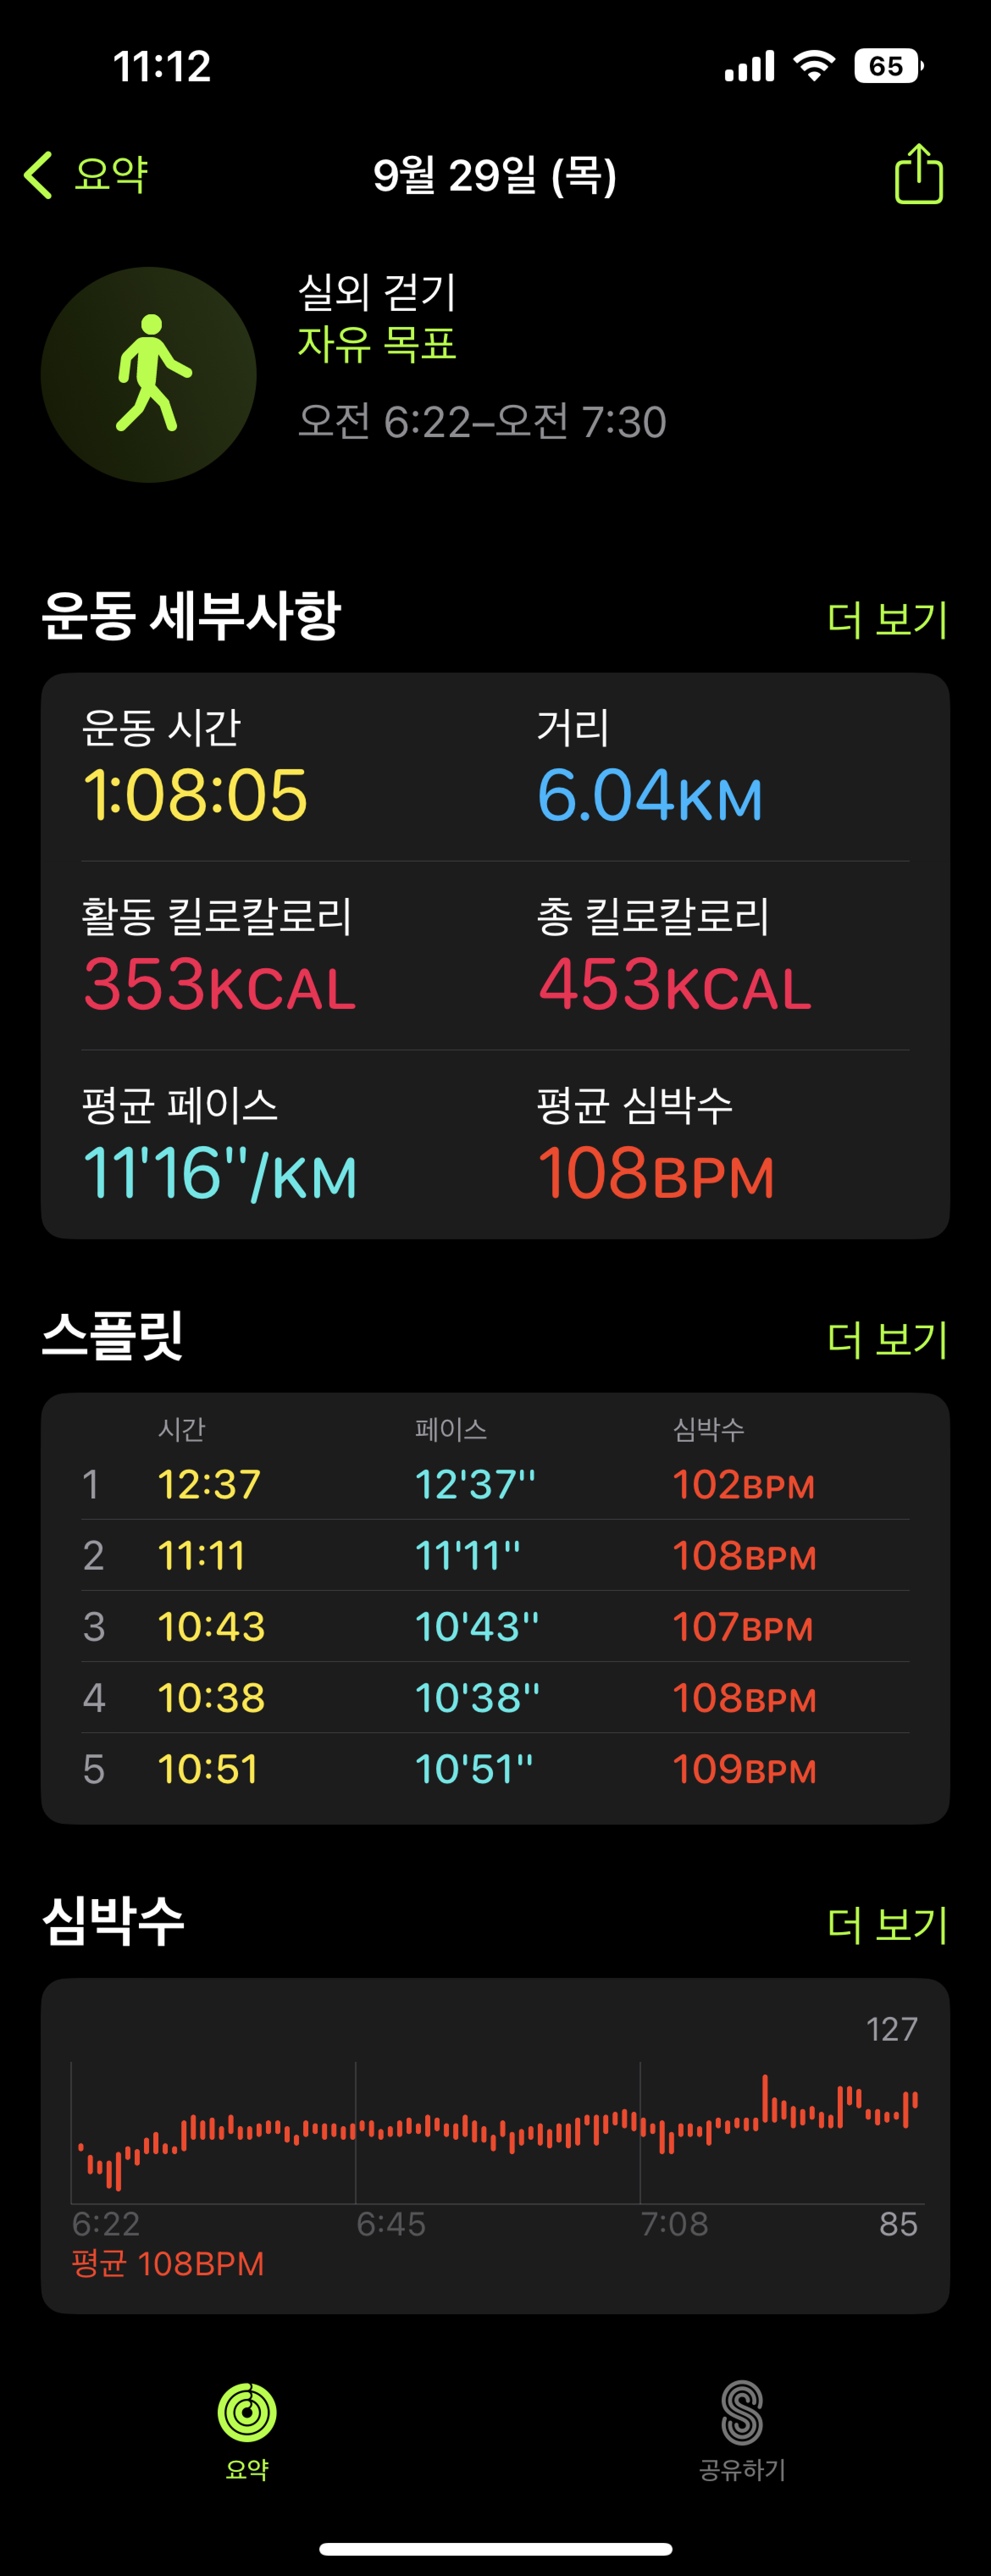 11:12
65
요약
9월 29일 (목)
실외 걷기
자유 목표
오전 6:22–오전 7:30
운동 세부사항 더 보기
운동 시간 거리
1:08:05 6.04KM
활동 킬로칼로리 총 킬로칼로리
353KCAL 453KCAL
평균 페이스 평균 심박수
11'16"/KM 108BPM
스플릿 더 보기
시간 페이스 심박수
1 12:37 12'37" 102BPM
2 11:11 11'11" 108BPM
3 10:43 10'43" 107BPM
4 10:38 10'38" 108BPM
5 10:51 10'51" 109BPM
심박수 더 보기
127
6:22 6:45 7:08 85
평균 108BPM
요약 공유하기